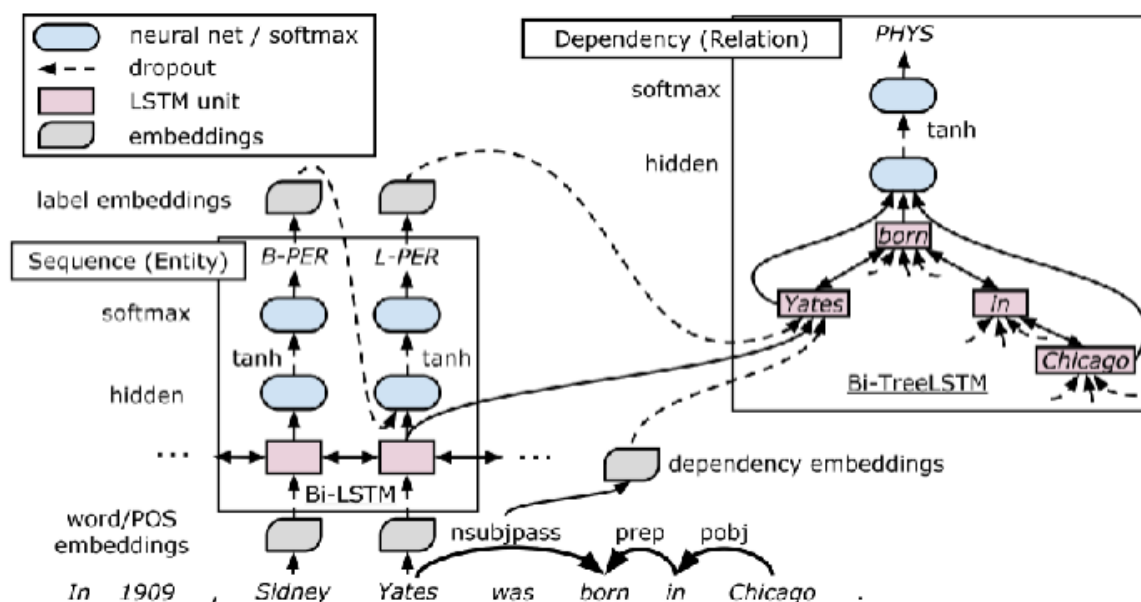 neural net / softmax
dropout
LSTM unit
embeddings
Dependency (Relation)
PHYS
softmax
tanh
hidden
label embeddings
born
Sequence (Entity)
B-PER L-PER
Yates
in
softmax
Chicago
tanh tanh
Bi-TreeLSTM
hidden
... ...
dependency embeddings
Bi-LSTM
word/POS
embeddings
nsubjpass prep pobj
In 1909 , Sidney Yates was born in Chicago .